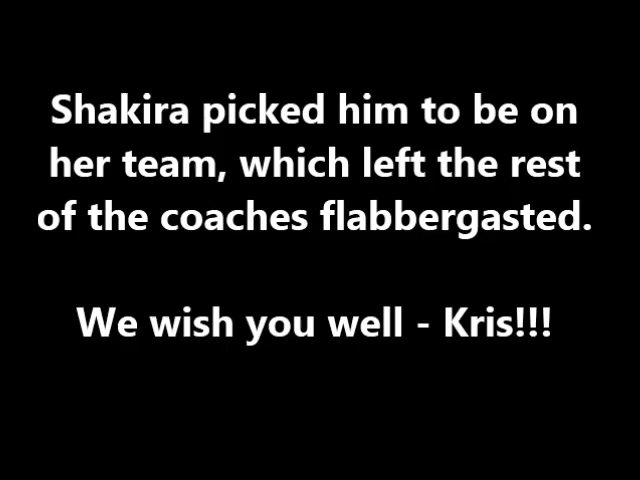 Shakira picked him to be on
her team, which left the rest
of the coaches flabbergasted.
We wish you well - Kris!!!